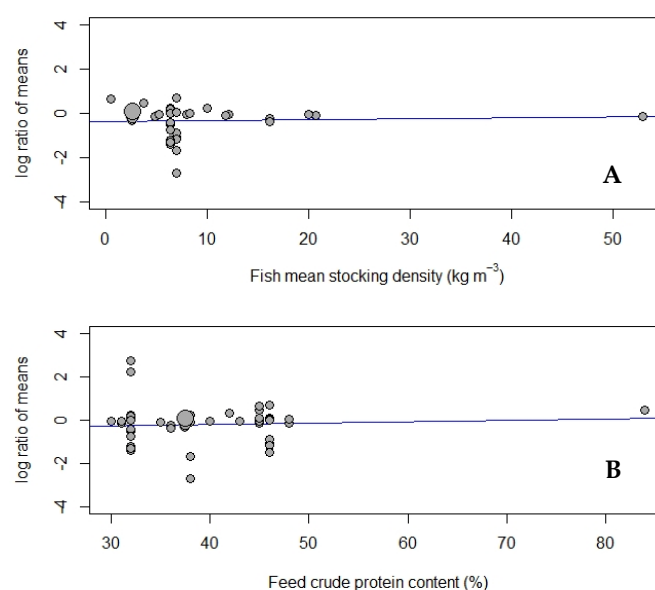 4
2
0
-2
-4
log ratio of means
A
0 10 20 30 40 50
Fish mean stocking density (kg m⁻³)
4
2
0
-2
-4
log ratio of means
B
30 40 50 60 70 80
Feed crude protein content (%)